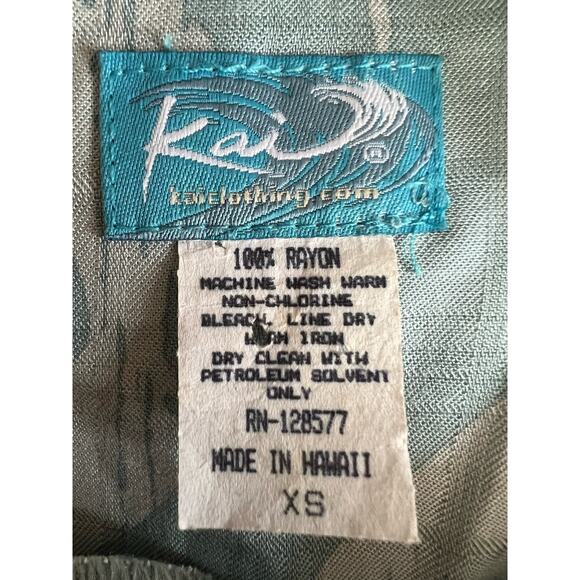 Kai ®
kaiclothing.com
100% RAYON
MACHINE WASH WARM
NON-CHLORINE
BLEACH, LINE DRY
WARM IRON
DRY CLEAN WITH
PETROLEUM SOLVENT
ONLY
RN-128577
MADE IN HAWAII
XS